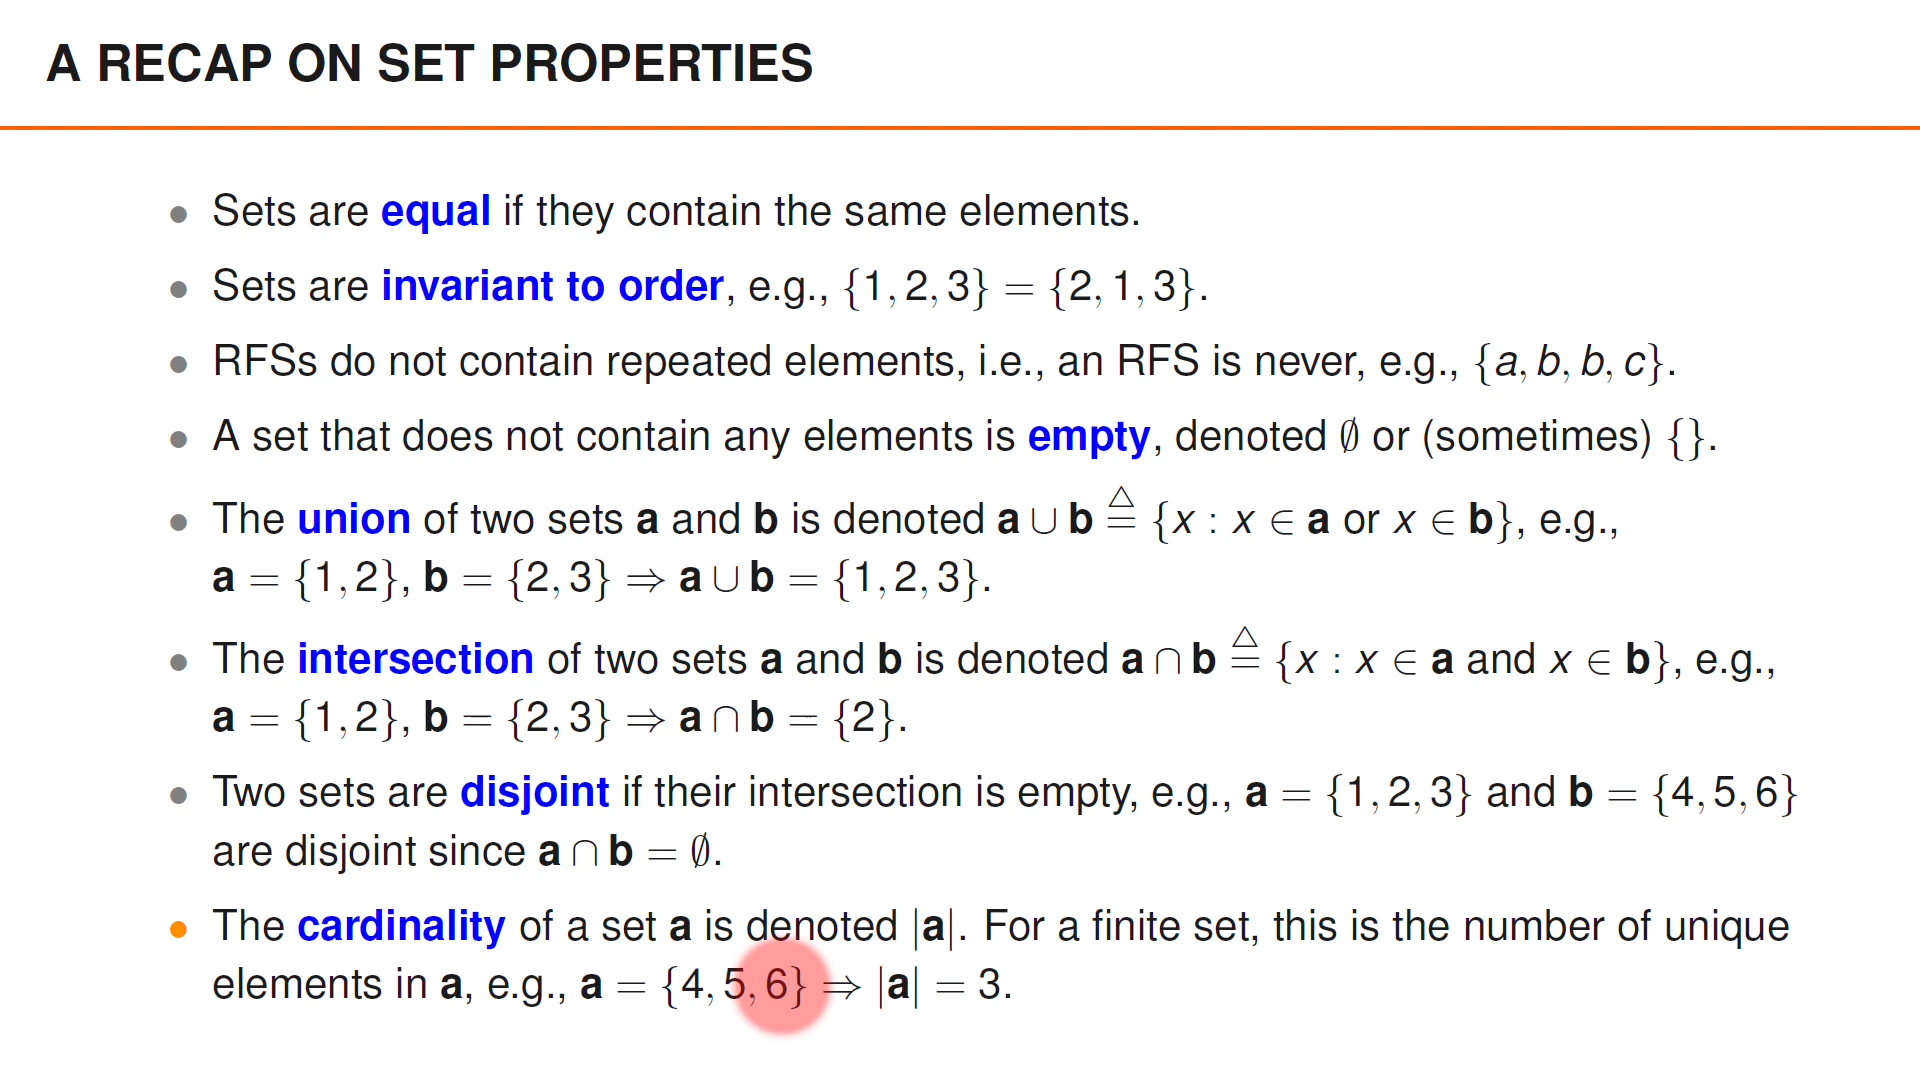 A RECAP ON SET PROPERTIES
• Sets are equal if they contain the same elements.
• Sets are invariant to order, e.g., {1, 2, 3} = {2, 1, 3}.
• RFSs do not contain repeated elements, i.e., an RFS is never, e.g., {a, b, b, c}.
• A set that does not contain any elements is empty, denoted ∅ or (sometimes) {}.
• The union of two sets a and b is denoted a ∪ b ≜ {x : x ∈ a or x ∈ b}, e.g.,
a = {1, 2}, b = {2, 3} ⇒ a ∪ b = {1, 2, 3}.
• The intersection of two sets a and b is denoted a ∩ b ≜ {x : x ∈ a and x ∈ b}, e.g.,
a = {1, 2}, b = {2, 3} ⇒ a ∩ b = {2}.
• Two sets are disjoint if their intersection is empty, e.g., a = {1, 2, 3} and b = {4, 5, 6}
are disjoint since a ∩ b = ∅.
• The cardinality of a set a is denoted |a|. For a finite set, this is the number of unique
elements in a, e.g., a = {4, 5, 6} ⇒ |a| = 3.